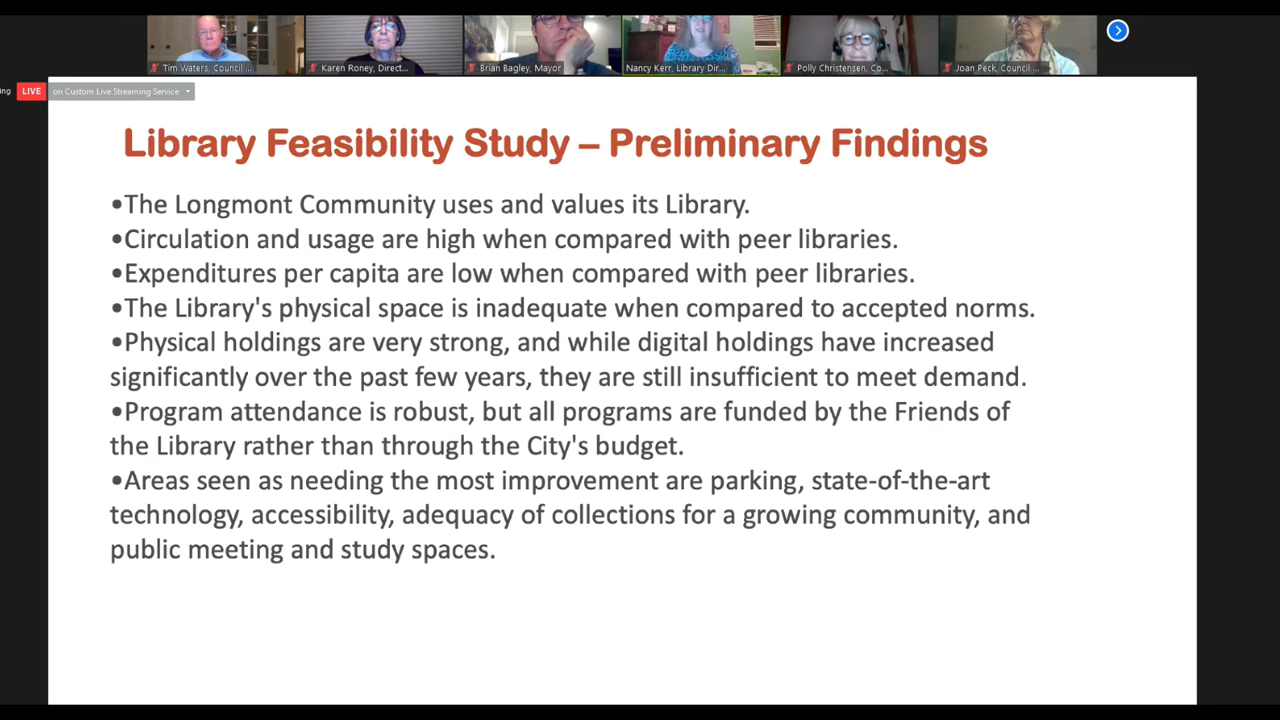 Tim Waters, Council ...
Karen Roney, Direct...
Brian Bagley, Mayor
Nancy Kerr, Library Dir...
Polly Christensen, Co...
Joan Peck, Council ...
ing
LIVE
on Custom Live Streaming Service
Library Feasibility Study – Preliminary Findings
•The Longmont Community uses and values its Library.
•Circulation and usage are high when compared with peer libraries.
•Expenditures per capita are low when compared with peer libraries.
•The Library's physical space is inadequate when compared to accepted norms.
•Physical holdings are very strong, and while digital holdings have increased
significantly over the past few years, they are still insufficient to meet demand.
•Program attendance is robust, but all programs are funded by the Friends of
the Library rather than through the City's budget.
•Areas seen as needing the most improvement are parking, state-of-the-art
technology, accessibility, adequacy of collections for a growing community, and
public meeting and study spaces.